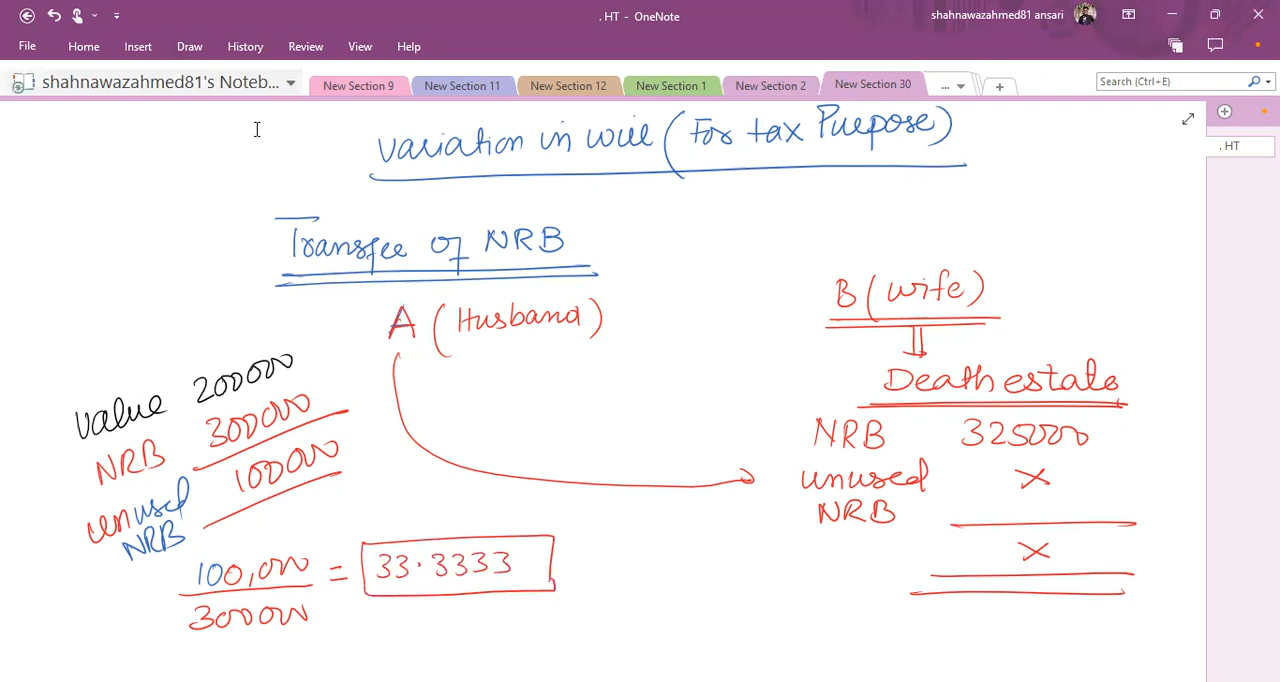 . HT - OneNote
shahnawazahmed81 ansari
File Home Insert Draw History Review View Help
shahnawazahmed81's Noteb...
New Section 9
New Section 11
New Section 12
New Section 1
New Section 2
New Section 30
...
Search (Ctrl+E)
. HT
variation in will (For tax Purpose)
Transfee of NRB
A (Husband)
value 200000
NRB 300000
unused NRB 100000
100,000
300000
= 33.3333
B (wife)
Death estate
NRB 325000
unused X
NRB
X